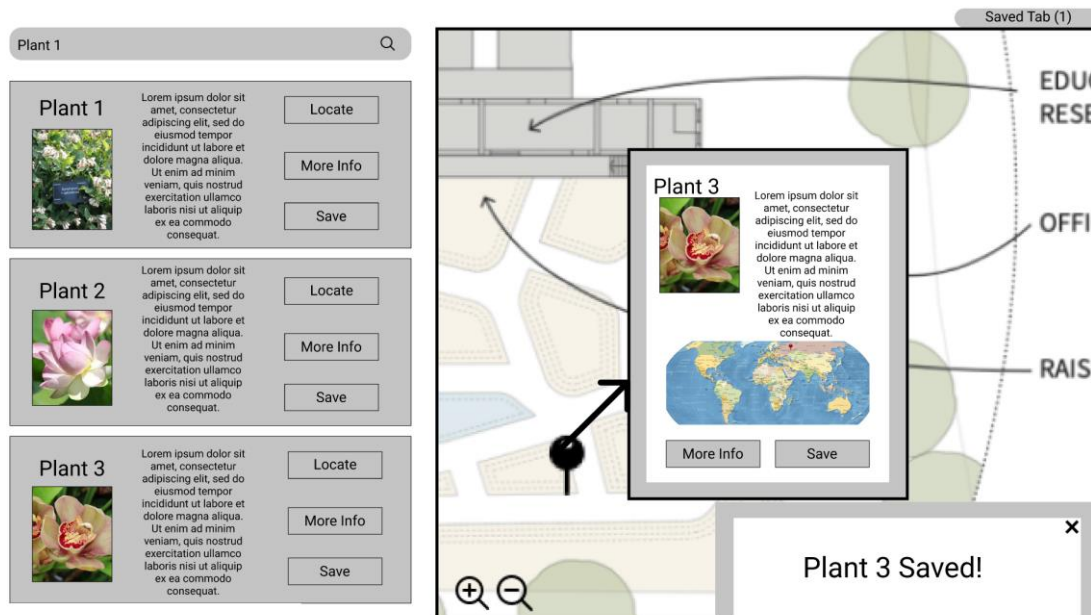 Saved Tab (1)
Plant 1
Plant 1
Lorem ipsum dolor sit
amet, consectetur
adipiscing elit, sed do
eiusmod tempor
incididunt ut labore et
dolore magna aliqua.
Ut enim ad minim
veniam, quis nostrud
exercitation ullamco
laboris nisi ut aliquip
ex ea commodo
consequat.
Locate
More Info
Save
Plant 2
Lorem ipsum dolor sit
amet, consectetur
adipiscing elit, sed do
eiusmod tempor
incididunt ut labore et
dolore magna aliqua.
Ut enim ad minim
veniam, quis nostrud
exercitation ullamco
laboris nisi ut aliquip
ex ea commodo
consequat.
Locate
More Info
Save
Plant 3
Lorem ipsum dolor sit
amet, consectetur
adipiscing elit, sed do
eiusmod tempor
incididunt ut labore et
dolore magna aliqua.
Ut enim ad minim
veniam, quis nostrud
exercitation ullamco
laboris nisi ut aliquip
ex ea commodo
consequat.
Locate
More Info
Save
EDUC
RESE
OFFI
RAIS
Plant 3
Lorem ipsum dolor sit
amet, consectetur
adipiscing elit, sed do
eiusmod tempor
incididunt ut labore et
dolore magna aliqua.
Ut enim ad minim
veniam, quis nostrud
exercitation ullamco
laboris nisi ut aliquip
ex ea commodo
consequat.
More Info
Save
Plant 3 Saved!